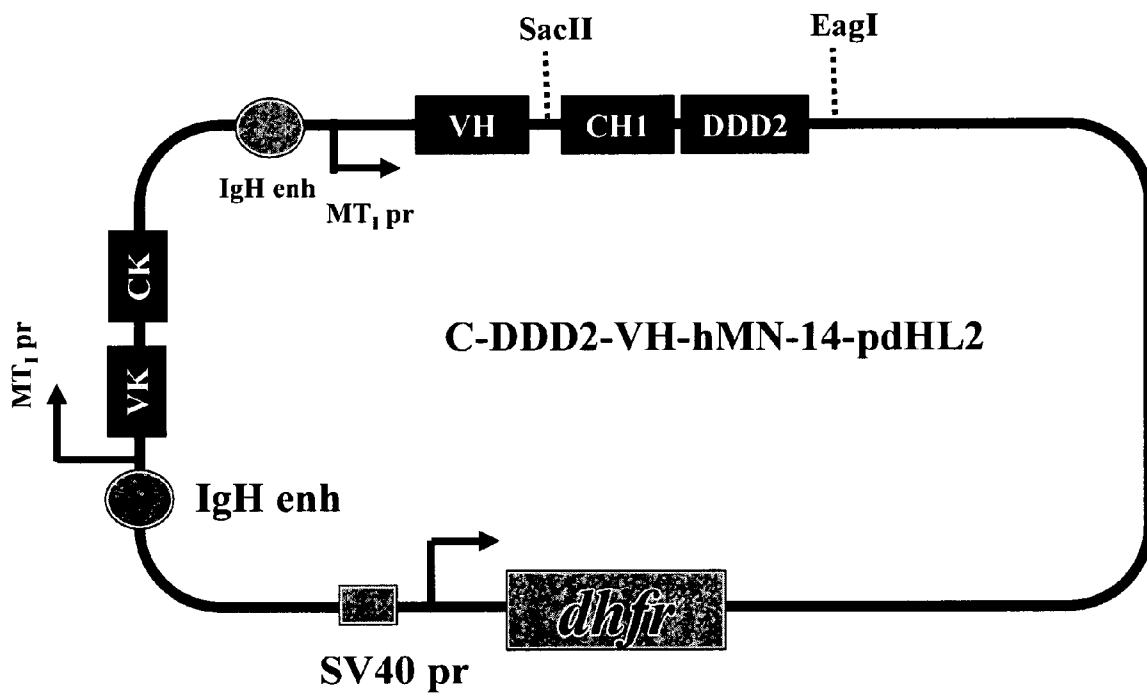 SacII
EagI
VH
CH1
DDD2
IgH enh
MT₁ pr
CK
VK
MT₁ pr
C-DDD2-VH-hMN-14-pdHL2
IgH enh
dhfr
SV40 pr